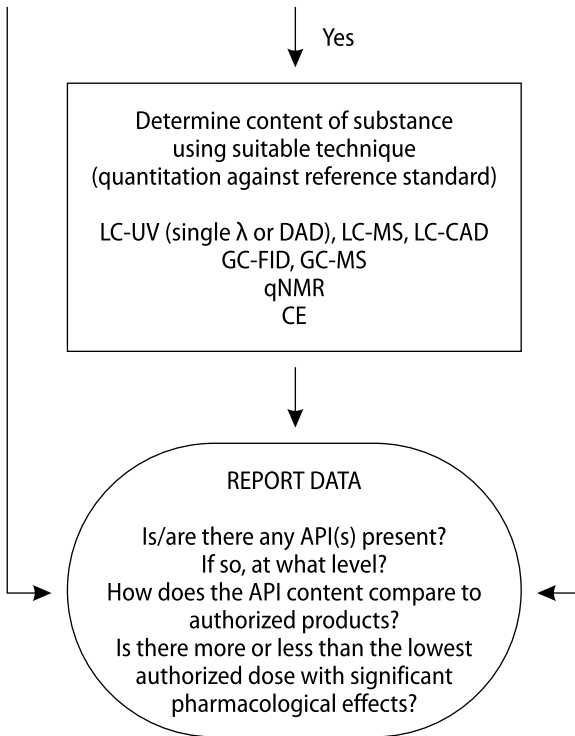 Yes
Determine content of substance
using suitable technique
(quantitation against reference standard)
LC-UV (single λ or DAD), LC-MS, LC-CAD
GC-FID, GC-MS
qNMR
CE
REPORT DATA
Is/are there any API(s) present?
If so, at what level?
How does the API content compare to
authorized products?
Is there more or less than the lowest
authorized dose with significant
pharmacological effects?